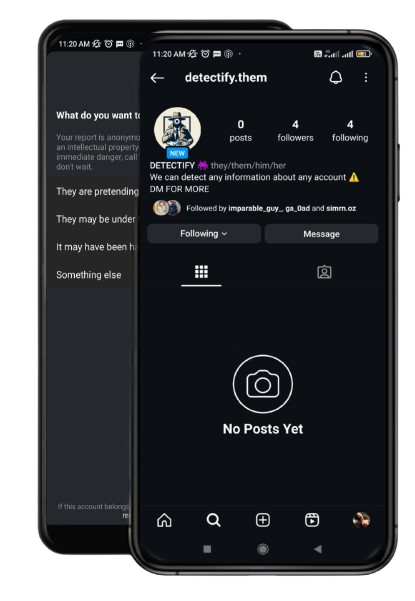 11:20 AM
What do you want to
Your report is anonymo
an intellectual property
immediate danger, call
don't wait.
They are pretending
They may be under
It may have been h
Something else
If this account belongs
re
11:20 AM
detectify.them
NEW
0 4 4
posts followers following
DETECTIFY they/them/him/her
We can detect any information about any account
DM FOR MORE
Followed by imparable_guy_, ga_0ad and simm.oz
Following
Message
No Posts Yet